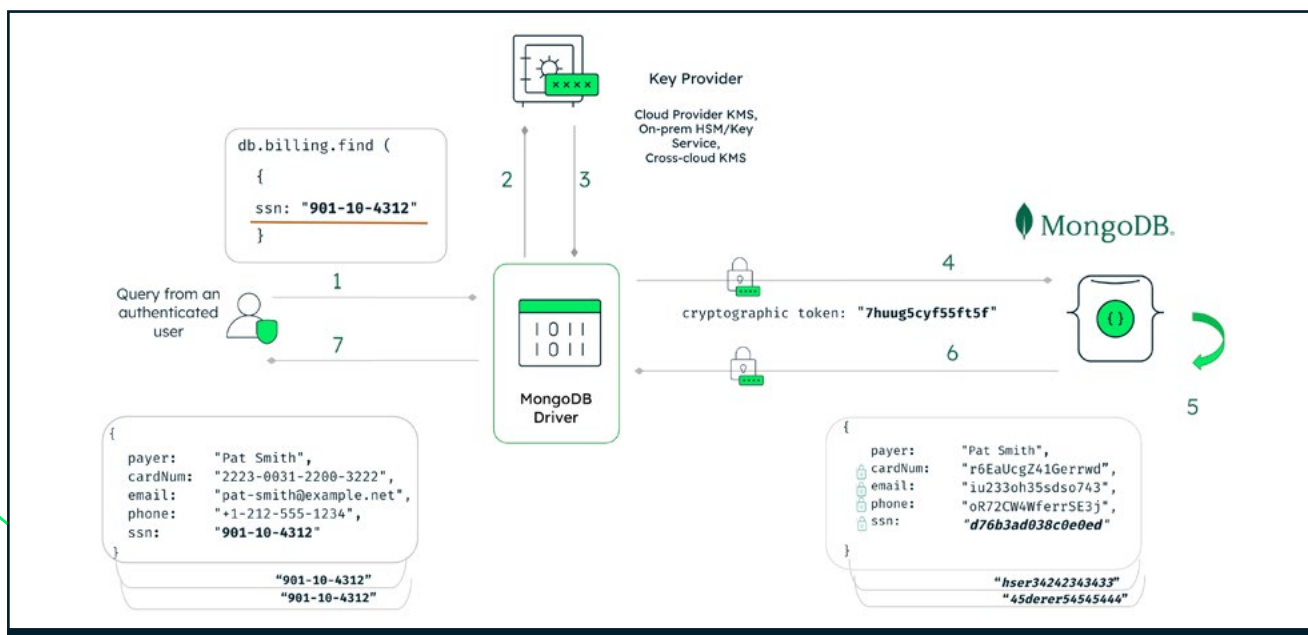 Key Provider
Cloud Provider KMS,
On-prem HSM/Key
Service,
Cross-cloud KMS
db.billing.find (
{
ssn: "901-10-4312"
}
2
3
MongoDB.
Query from an
authenticated
user
1
7
1011
1011
MongoDB
Driver
4
cryptographic token: "7huug5cyf55ft5f"
6
{}
5
{
payer: "Pat Smith",
cardNum: "2223-0031-2200-3222",
email: "pat-smith@example.net",
phone: "+1-212-555-1234",
ssn: "901-10-4312"
}
"901-10-4312"
"901-10-4312"
{
payer: "Pat Smith",
cardNum: "r6EaUcgZ41Gerrwd",
email: "iu233oh35sdso743",
phone: "oR72CW4WferrSE3j",
ssn: "d76b3ad038c0e0ed"
}
"hser34242343433"
"45derer54545444"